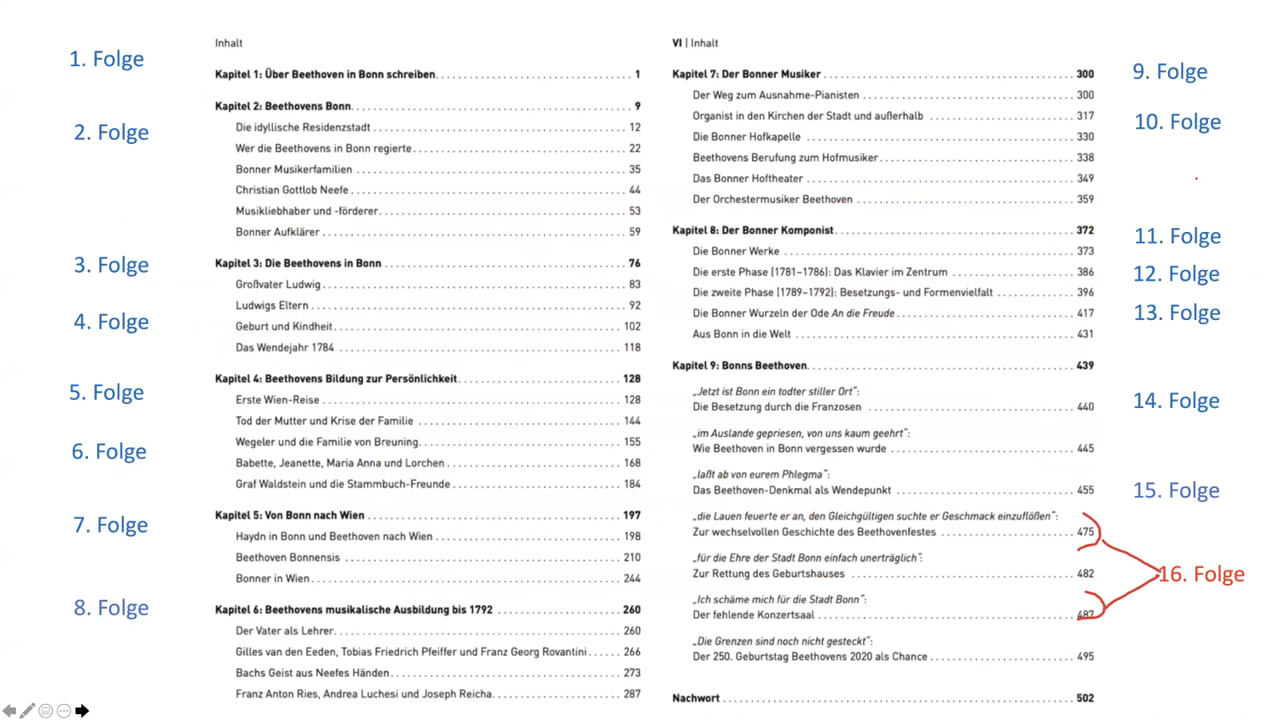 1. Folge
2. Folge
3. Folge
4. Folge
5. Folge
6. Folge
7. Folge
8. Folge
Inhalt
Kapitel 1: Über Beethoven in Bonn schreiben 1
Kapitel 2: Beethovens Bonn 9
Die idyllische Residenzstadt 12
Wer die Beethovens in Bonn regierte 22
Bonner Musikerfamilien 35
Christian Gottlob Neefe 44
Musikliebhaber und -förderer 53
Bonner Aufklärer 59
Kapitel 3: Die Beethovens in Bonn 76
Großvater Ludwig 83
Ludwigs Eltern 92
Geburt und Kindheit 102
Das Wendejahr 1784 118
Kapitel 4: Beethovens Bildung zur Persönlichkeit 128
Erste Wien-Reise 128
Tod der Mutter und Krise der Familie 144
Wegeler und die Familie von Breuning 155
Babette, Jeanette, Maria Anna und Lorchen 168
Graf Waldstein und die Stammbuch-Freunde 184
Kapitel 5: Von Bonn nach Wien 197
Haydn in Bonn und Beethoven nach Wien 198
Beethoven Bonnensis 210
Bonner in Wien 244
Kapitel 6: Beethovens musikalische Ausbildung bis 1792 260
Der Vater als Lehrer 260
Gilles van den Eeden, Tobias Friedrich Pfeiffer und Franz Georg Rovantini 266
Bachs Geist aus Neefes Händen 273
Franz Anton Ries, Andrea Luchesi und Joseph Reicha 287
VI | Inhalt
Kapitel 7: Der Bonner Musiker 300
Der Weg zum Ausnahme-Pianisten 300
Organist in den Kirchen der Stadt und außerhalb 317
Die Bonner Hofkapelle 330
Beethovens Berufung zum Hofmusiker 338
Das Bonner Hoftheater 349
Der Orchestermusiker Beethoven 359
Kapitel 8: Der Bonner Komponist 372
Die Bonner Werke 373
Die erste Phase (1781–1786): Das Klavier im Zentrum 386
Die zweite Phase (1789–1792): Besetzungs- und Formenvielfalt 396
Die Bonner Wurzeln der Ode An die Freude 417
Aus Bonn in die Welt 431
Kapitel 9: Bonns Beethoven 439
„Jetzt ist Bonn ein todter stiller Ort“:
Die Besetzung durch die Franzosen 440
„im Auslande gepriesen, von uns kaum geehrt“:
Wie Beethoven in Bonn vergessen wurde 445
„laßt ab von eurem Phlegma“:
Das Beethoven-Denkmal als Wendepunkt 455
„die Lauen feuerte er an, den Gleichgültigen suchte er Geschmack einzuflößen“:
Zur wechselvollen Geschichte des Beethovenfestes 475
„für die Ehre der Stadt Bonn einfach unerträglich“:
Zur Rettung des Geburtshauses 482
„Ich schäme mich für die Stadt Bonn“:
Der fehlende Konzertsaal 487
„Die Grenzen sind noch nicht gesteckt“:
Der 250. Geburtstag Beethovens 2020 als Chance 495
Nachwort 502
9. Folge
10. Folge
11. Folge
12. Folge
13. Folge
14. Folge
15. Folge
16. Folge